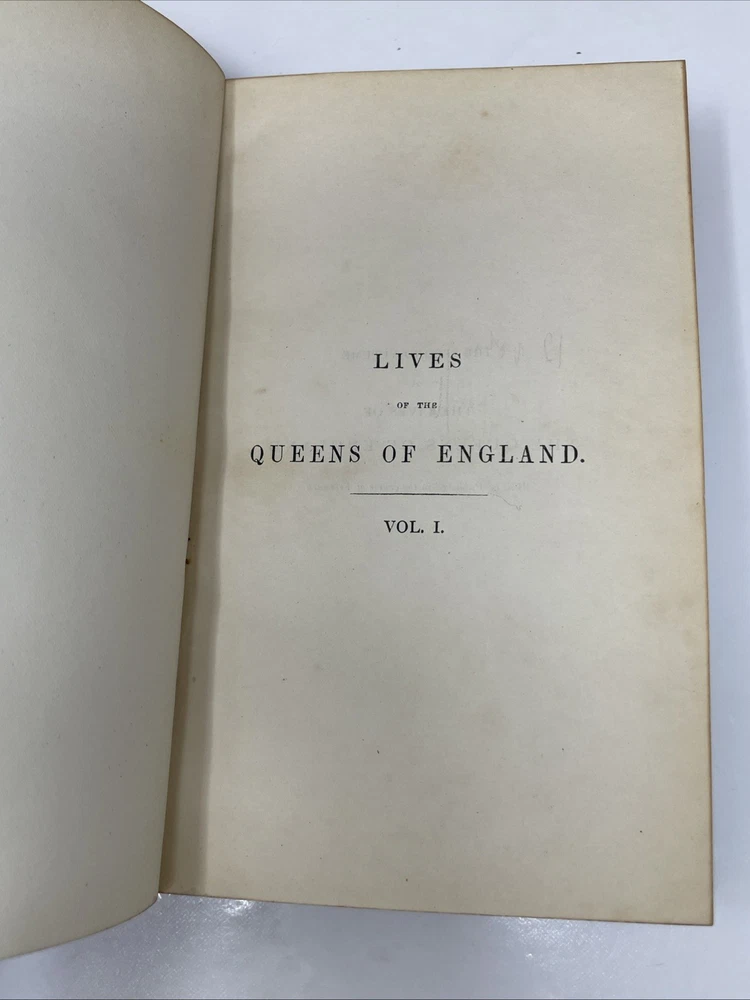 LIVES
OF THE
QUEENS OF ENGLAND.
VOL. I.